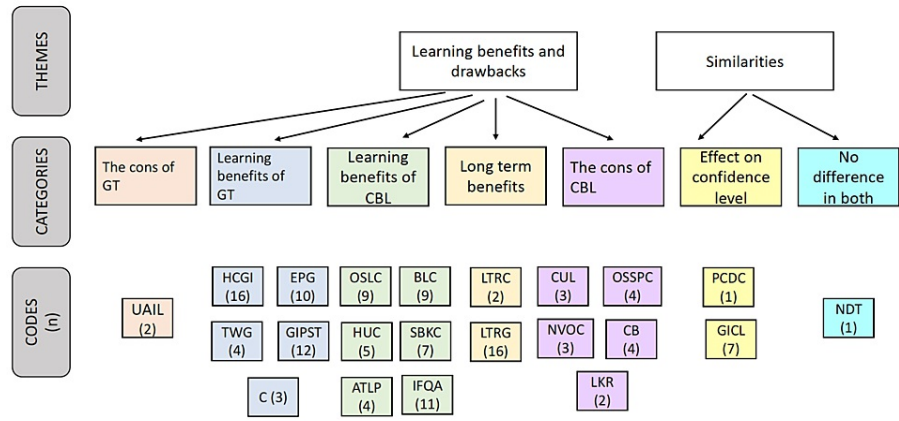 THEMES
Learning benefits and
drawbacks
Similarities
CATEGORIES
The cons of
GT
Learning
benefits of
GT
Learning
benefits of
CBL
Long term
benefits
The cons of
CBL
Effect on
confidence
level
No
difference
in both
CODES
(n)
UAIL
(2)
HCGI
(16)
EPG
(10)
TWG
(4)
GIPST
(12)
C (3)
OSLC
(9)
BLC
(9)
HUC
(5)
SBKC
(7)
ATLP
(4)
IFQA
(11)
LTRC
(2)
LTRG
(16)
CUL
(3)
OSSPC
(4)
NVOC
(3)
CB
(4)
LKR
(2)
PCDC
(1)
GICL
(7)
NDT
(1)